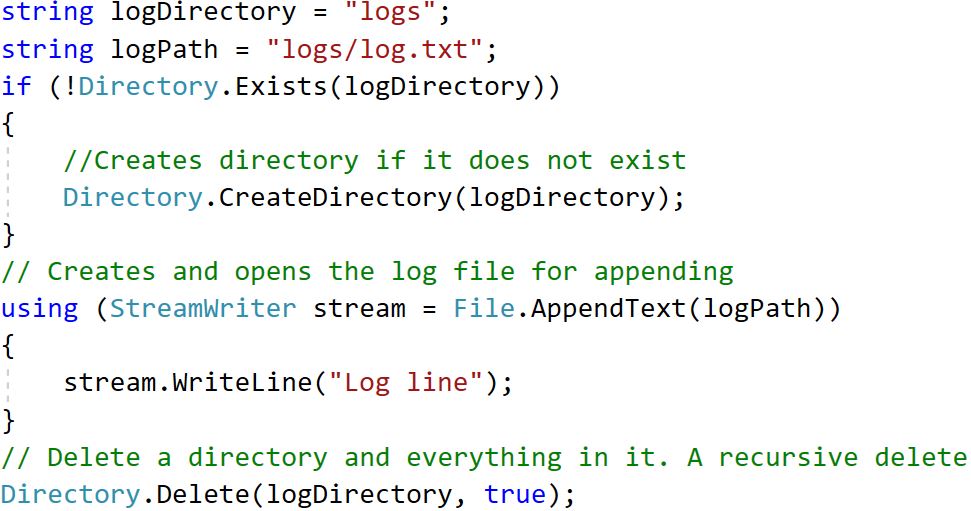 string logDirectory = "logs";
string logPath = "logs/log.txt";
if (!Directory.Exists(logDirectory))
{
    //Creates directory if it does not exist
    Directory.CreateDirectory(logDirectory);
}
// Creates and opens the log file for appending
using (StreamWriter stream = File.AppendText(logPath))
{
    stream.WriteLine("Log line");
}
// Delete a directory and everything in it. A recursive delete
Directory.Delete(logDirectory, true);